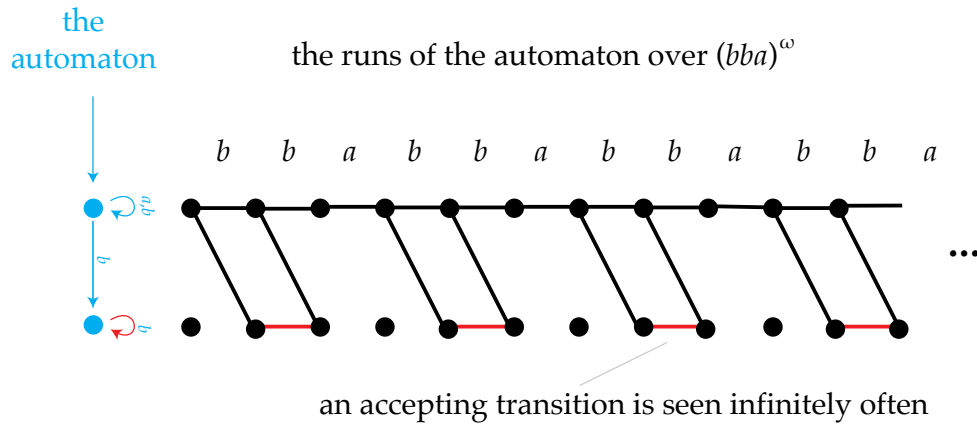 the
automaton
the runs of the automaton over (bba)^ω
b b a b b a b b a b b a
a,b
b
b
...
an accepting transition is seen infinitely often